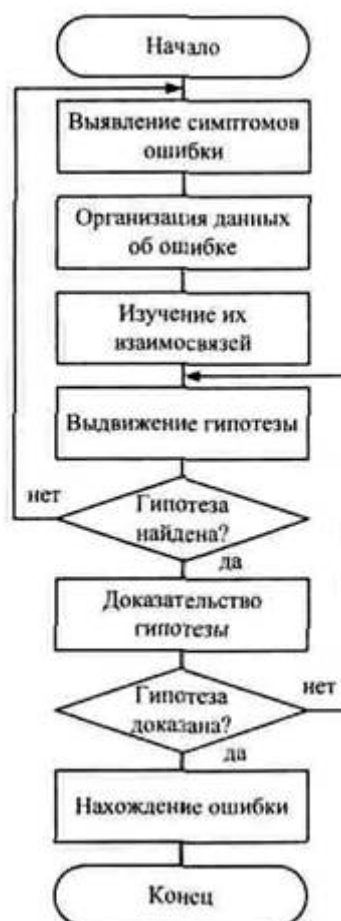 Начало
Выявление симптомов
ошибки
Организация данных
об ошибке
Изучение их
взаимосвязей
Выдвижение гипотезы
нет
Гипотеза
найдена?
да
Доказательство
гипотезы
Гипотеза
доказана?
нет
да
Нахождение ошибки
Конец